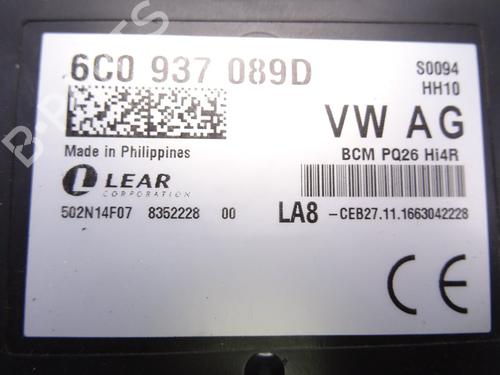 6C0 937 089D
S0094
HH10
VW AG
Made in Philippines
BCM PQ26 Hi4R
LEAR
CORPORATION
502N14F07 8352228 00
LA8 -CEB27.11.1663042228
CE